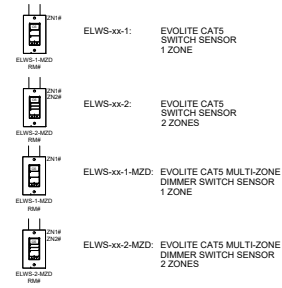 ZN1#
ELWS-1-MZD
RM#
ELWS-xx-1: EVOLITE CAT5
SWITCH SENSOR
1 ZONE
ZN1#
ZN2#
ELWS-2-MZD
RM#
ELWS-xx-2: EVOLITE CAT5
SWITCH SENSOR
2 ZONES
ZN1#
ELWS-1-MZD
RM#
ELWS-xx-1-MZD: EVOLITE CAT5 MULTI-ZONE
DIMMER SWITCH SENSOR
1 ZONE
ZN1#
ZN2#
ELWS-2-MZD
RM#
ELWS-xx-2-MZD: EVOLITE CAT5 MULTI-ZONE
DIMMER SWITCH SENSOR
2 ZONES